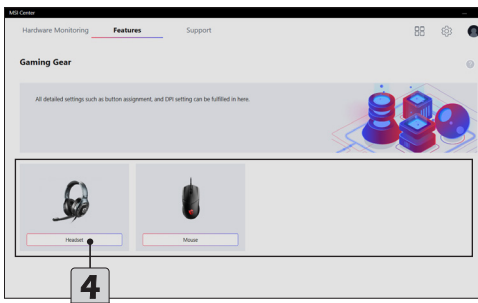 MSI Center
Hardware Monitoring Features Support
Gaming Gear
All detailed settings such as button assignment, and DPI setting can be fulfilled in here.
Headset Mouse
4